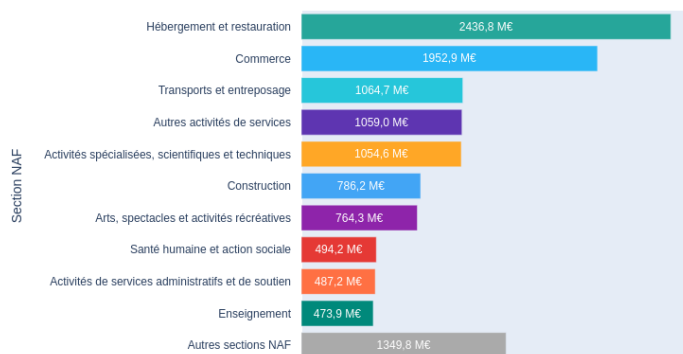 Section NAF
Hébergement et restauration 2436,8 M€
Commerce 1952,9 M€
Transports et entreposage 1064,7 M€
Autres activités de services 1059,0 M€
Activités spécialisées, scientifiques et techniques 1054,6 M€
Construction 786,2 M€
Arts, spectacles et activités récréatives 764,3 M€
Santé humaine et action sociale 494,2 M€
Activités de services administratifs et de soutien 487,2 M€
Enseignement 473,9 M€
Autres sections NAF 1349,8 M€